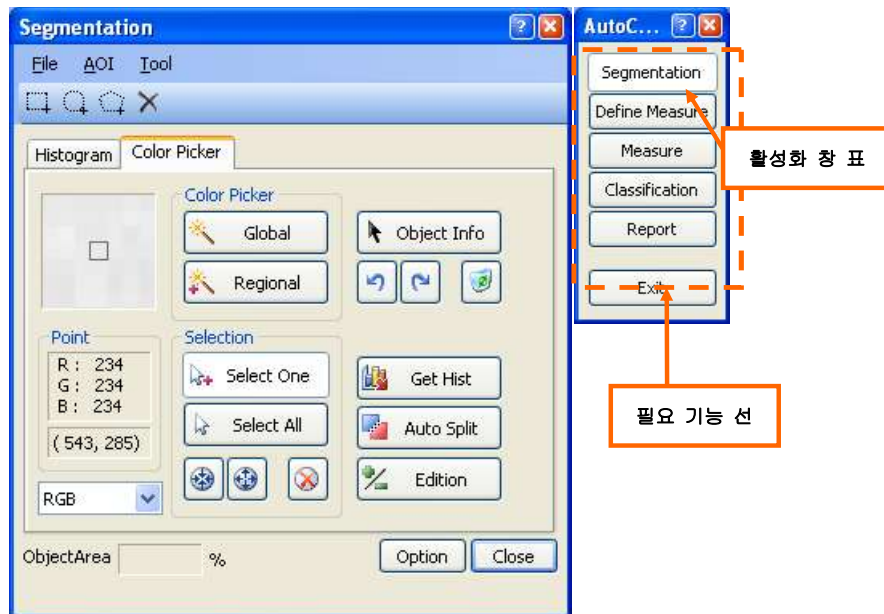 Segmentation
File AOI Tool
Histogram Color Picker
Color Picker
Global
Regional
Object Info
Point
R : 234
G : 234
B : 234
( 543, 285)
RGB
Selection
Select One
Select All
Get Hist
Auto Split
Edition
ObjectArea %
Option Close
AutoC...
Segmentation
Define Measure
Measure
Classification
Report
Exit
활성화 창 표
필요 기능 선